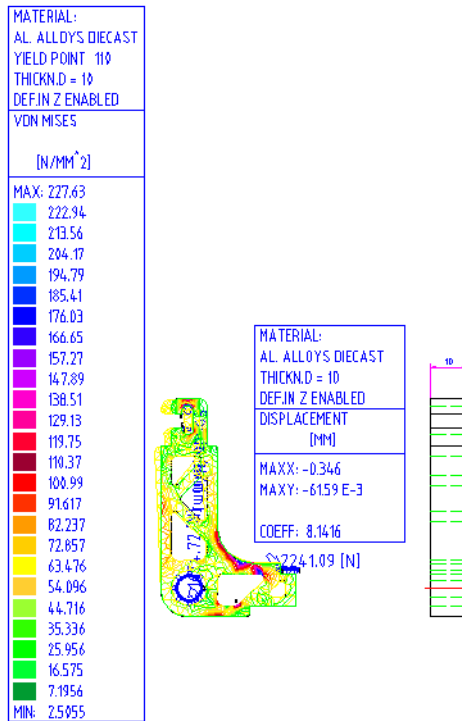 MATERIAL:
AL. ALLOYS DIECAST
YIELD POINT 110
THICKN.D = 10
DEF.IN Z ENABLED
VON MISES
[N/MM^2]
MAX: 227.63
222.94
213.56
204.17
194.79
185.41
176.03
166.65
157.27
147.89
138.51
129.13
119.75
110.37
100.99
91.617
82.237
72.857
63.476
54.096
44.716
35.336
25.956
16.575
7.1956
MIN: 2.5055
MATERIAL:
AL. ALLOYS DIECAST
THICKN.D = 10
DEF.IN Z ENABLED
DISPLACEMENT
[MM]
MAXX: -0.346
MAXY: -61.59 E-3
COEFF: 8.1416
2241.09 [N]
10